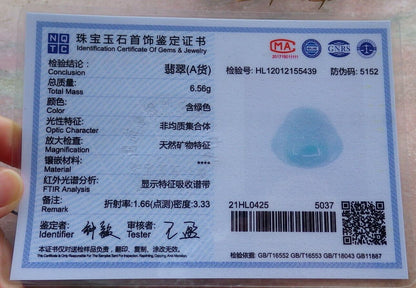 NQTC
珠宝玉石首饰鉴定证书
Identification Certificate Of Gems & Jewelry
MA
201719011111
GNRS
检验结论:
Conclusion
翡翠(A货)
检验号: HL12012155439
防伪码: 5152
总质量:
Total Mass
6.56g
颜色:
Color
含绿色
光性特征:
Optic Character
非均质集合体
放大检查:
Magnification
天然矿物特征
镶嵌材料:
Material
****
红外光谱分析:
FTIR Analysis
显示特征吸收谱带
备注:
Remark
折射率:1.66(点测)密度:3.33
21HL0425
5037
鉴定者:
Identifier
审核者:
Tester
本证书仅对送检样品负责,翻印、复制、涂改无效。
检验依据: GB/T16552 GB/T16553 GB/T18043 GB11887